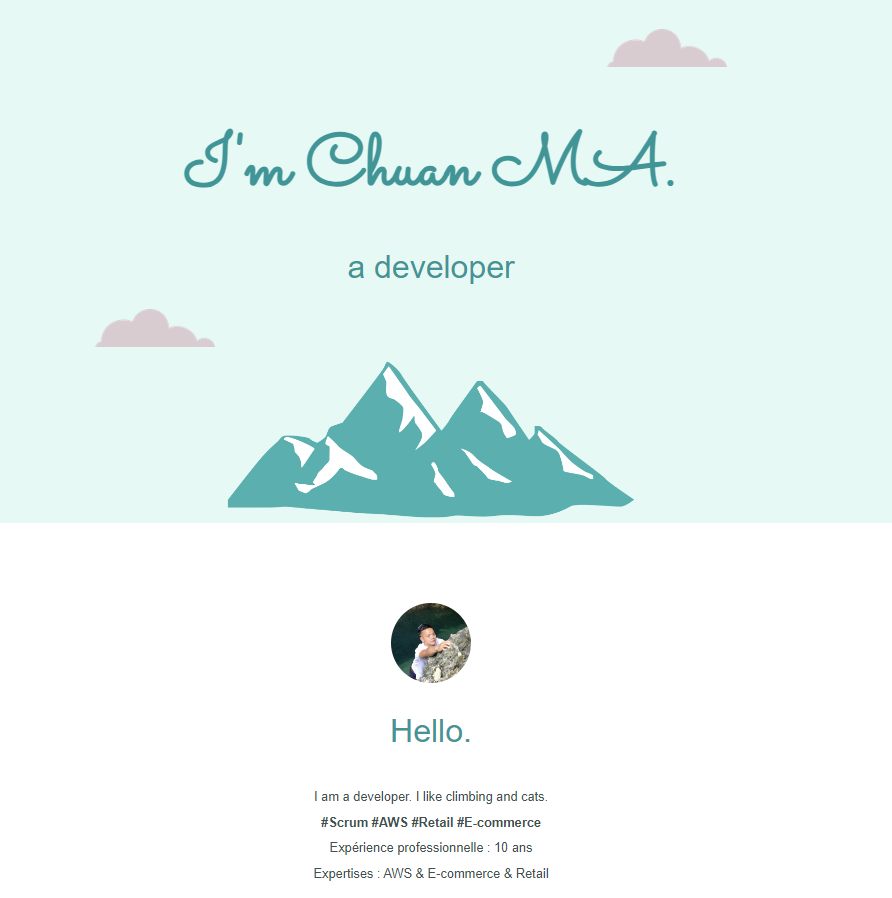 I'm Chuan MA.
a developer
Hello.
I am a developer. I like climbing and cats.
#Scrum #AWS #Retail #E-commerce
Expérience professionnelle : 10 ans
Expertises : AWS & E-commerce & Retail